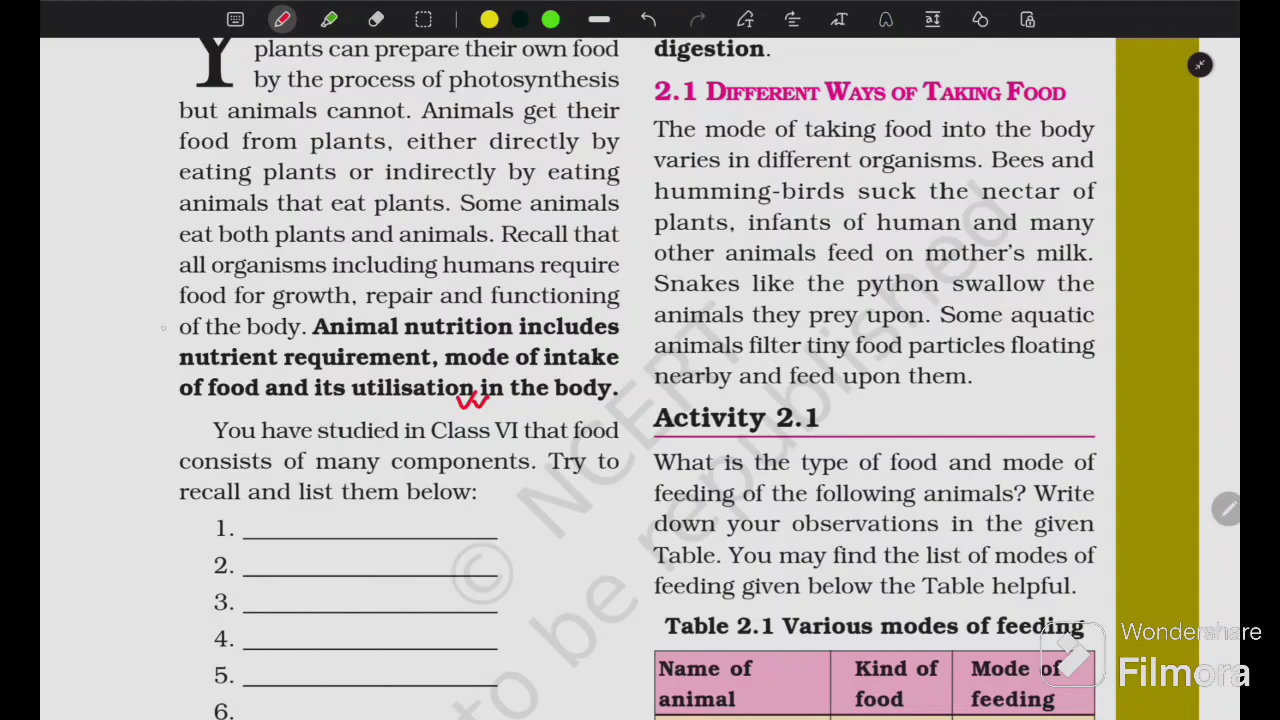 Y plants can prepare their own food
by the process of photosynthesis
but animals cannot. Animals get their
food from plants, either directly by
eating plants or indirectly by eating
animals that eat plants. Some animals
eat both plants and animals. Recall that
all organisms including humans require
food for growth, repair and functioning
of the body. Animal nutrition includes
nutrient requirement, mode of intake
of food and its utilisation in the body.
You have studied in Class VI that food
consists of many components. Try to
recall and list them below:
1.
2.
3.
4.
5.
6.
digestion.
2.1 DIFFERENT WAYS OF TAKING FOOD
The mode of taking food into the body
varies in different organisms. Bees and
humming-birds suck the nectar of
plants, infants of human and many
other animals feed on mother's milk.
Snakes like the python swallow the
animals they prey upon. Some aquatic
animals filter tiny food particles floating
nearby and feed upon them.
Activity 2.1
What is the type of food and mode of
feeding of the following animals? Write
down your observations in the given
Table. You may find the list of modes of
feeding given below the Table helpful.
Table 2.1 Various modes of feeding
Name of animal
Kind of food
Mode of feeding
© NCERT
to be republished
Wondershare
Filmora